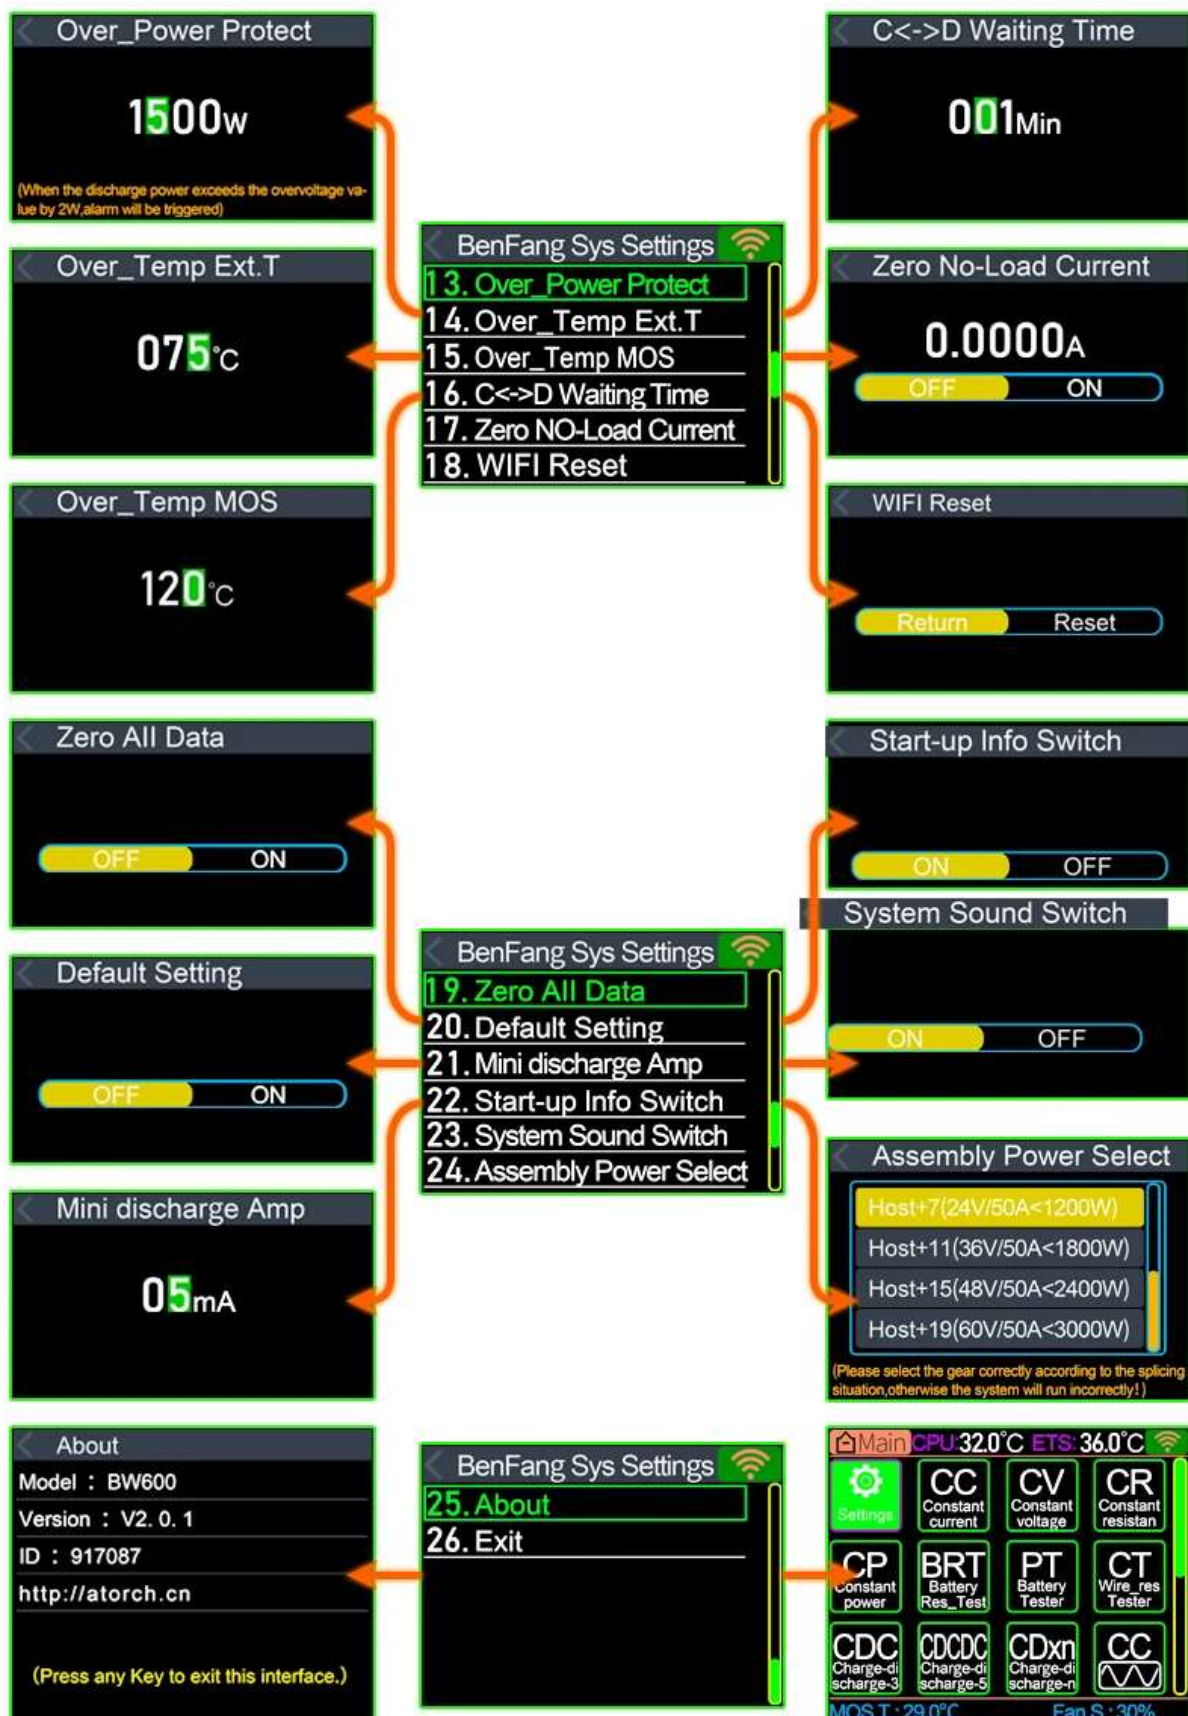 Over_Power Protect
1500W
(When the discharge power exceeds the overvoltage va-
lue by 2W,alarm will be triggered)
Over_Temp Ext.T
075°C
Over_Temp MOS
120°C
BenFang Sys Settings
13. Over_Power Protect
14. Over_Temp Ext.T
15. Over_Temp MOS
16. C<->D Waiting Time
17. Zero NO-Load Current
18. WIFI Reset
C<->D Waiting Time
001Min
Zero No-Load Current
0.0000A
OFF ON
WIFI Reset
Return Reset
Zero All Data
OFF ON
Default Setting
OFF ON
Mini discharge Amp
05mA
BenFang Sys Settings
19. Zero All Data
20. Default Setting
21. Mini discharge Amp
22. Start-up Info Switch
23. System Sound Switch
24. Assembly Power Select
Start-up Info Switch
ON OFF
System Sound Switch
ON OFF
Assembly Power Select
Host+7(24V/50A<1200W)
Host+11(36V/50A<1800W)
Host+15(48V/50A<2400W)
Host+19(60V/50A<3000W)
(Please select the gear correctly according to the splicing
situation,otherwise the system will run incorrectly!)
About
Model : BW600
Version : V2. 0. 1
ID : 917087
http://atorch.cn
(Press any Key to exit this interface.)
BenFang Sys Settings
25. About
26. Exit
Main CPU:32.0°C ETS:36.0°C
Settings
CC
Constant
current
CV
Constant
voltage
CR
Constant
resistan
CP
Constant
power
BRT
Battery
Res_Test
PT
Battery
Tester
CT
Wire_res
Tester
CDC
Charge-di
scharge-3
CDCDC
Charge-di
scharge-5
CDxn
Charge-di
scharge-n
CC
MOS T : 29.0°C Fan S : 30%